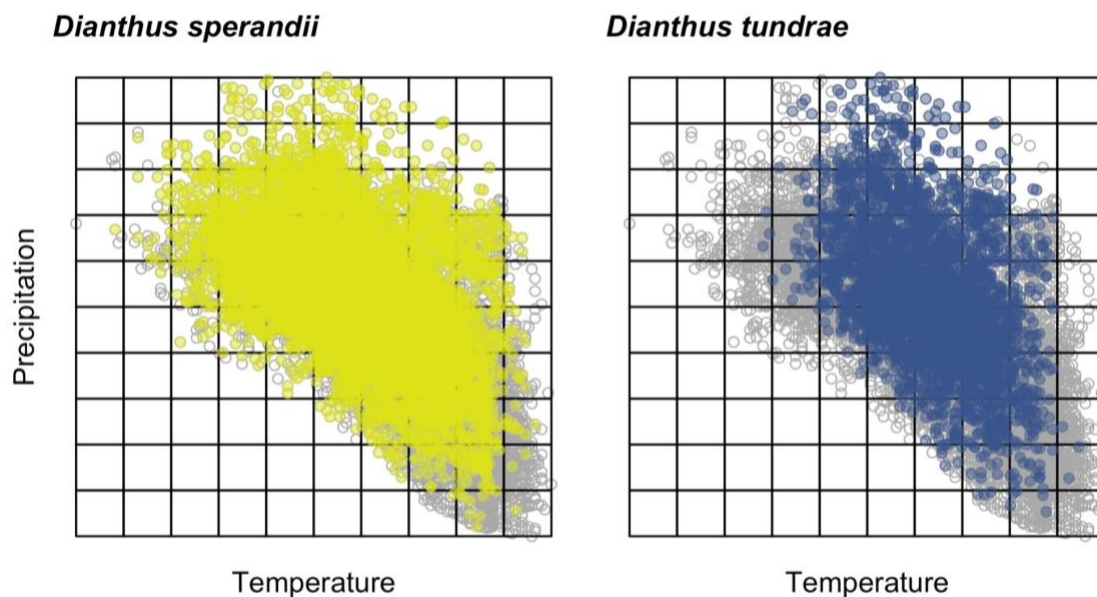 Dianthus sperandii
Dianthus tundrae
Precipitation
Temperature
Temperature